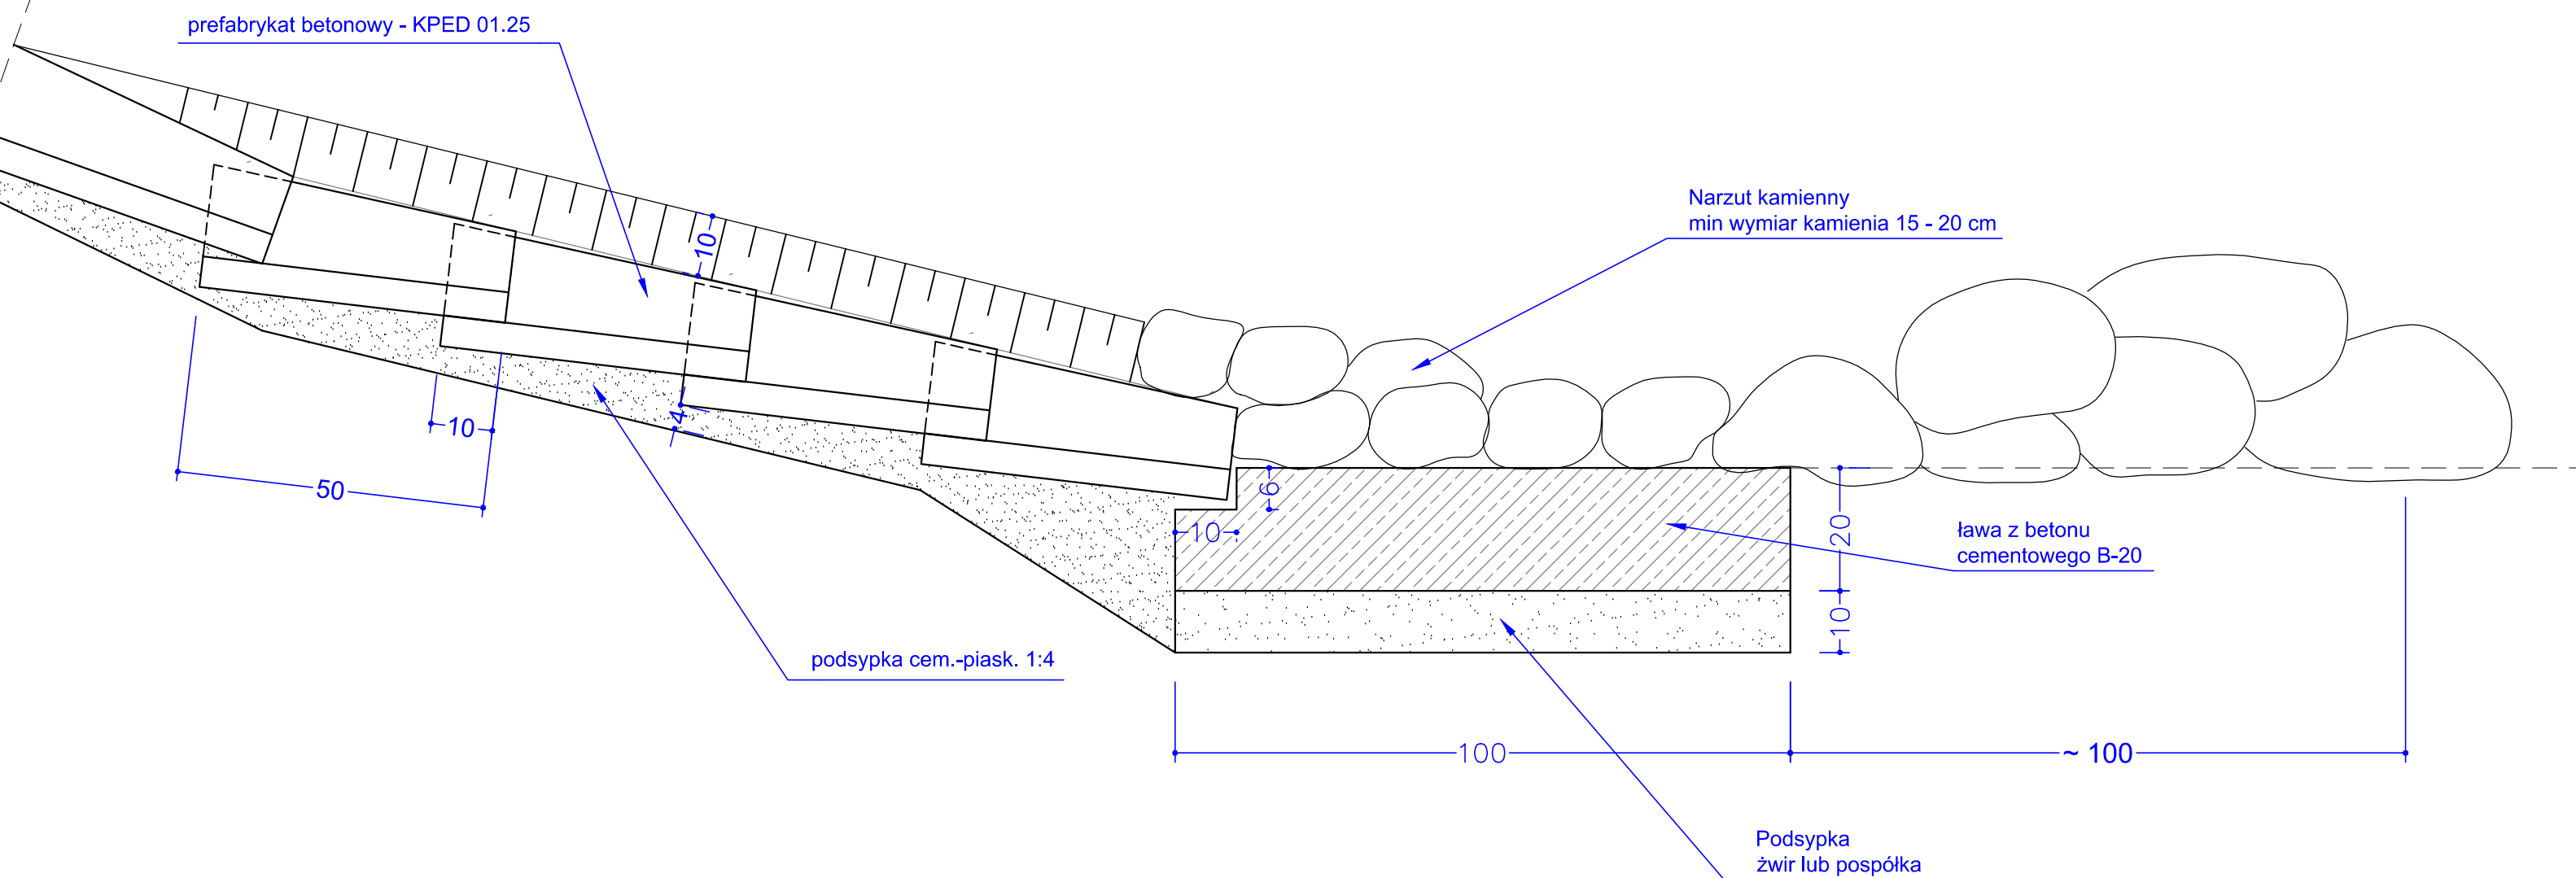 prefabrykat betonowy - KPED 01.25
Narzut kamienny
min wymiar kamienia 15 - 20 cm
10
4
10
50
6
10
20
10
ława z betonu
cementowego B-20
podsypka cem.-piask. 1:4
100
~ 100
Podsypka
żwir lub pospółka